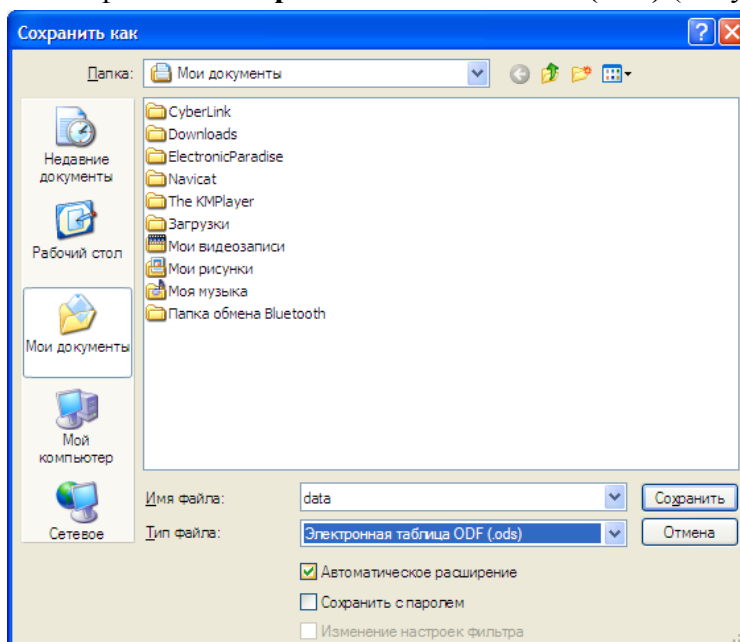 Сохранить как
Папка:
Мои документы
CyberLink
Downloads
ElectronicParadise
Navicat
The KMPlayer
Загрузки
Мои видеозаписи
Мои рисунки
Моя музыка
Папка обмена Bluetooth
Недавние
документы
Рабочий стол
Мои документы
Мой
компьютер
Сетевое
Имя файла:
data
Сохранить
Тип файла:
Электронная таблица ODF (.ods)
Отмена
Автоматическое расширение
Сохранить с паролем
Изменение настроек фильтра